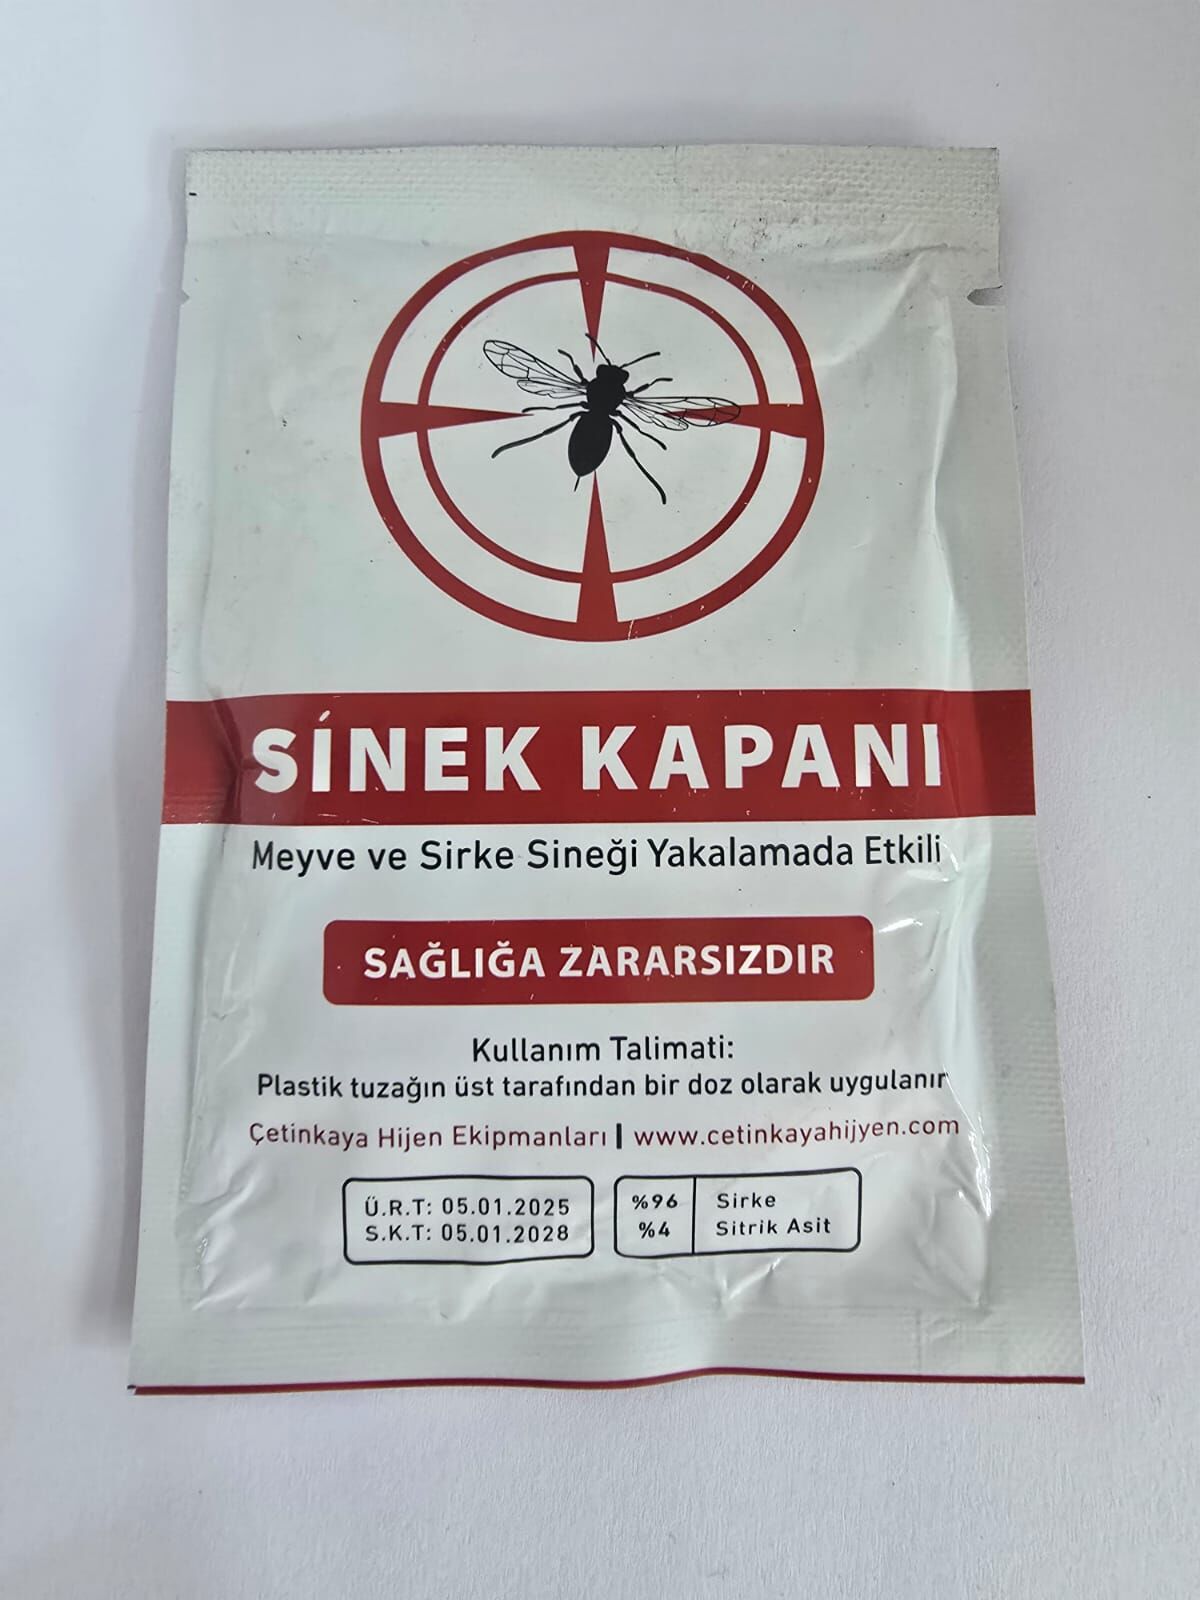 SİNEK KAPANI
Meyve ve Sirke Sineği Yakalamada Etkili
SAĞLIĞA ZARARSIZDIR
Kullanım Talimati:
Plastik tuzağın üst tarafından bir doz olarak uygulanır
Çetinkaya Hijen Ekipmanları | www.cetinkayahijyen.com
Ü.R.T: 05.01.2025
S.K.T: 05.01.2028
%96 Sirke
%4 Sitrik Asit